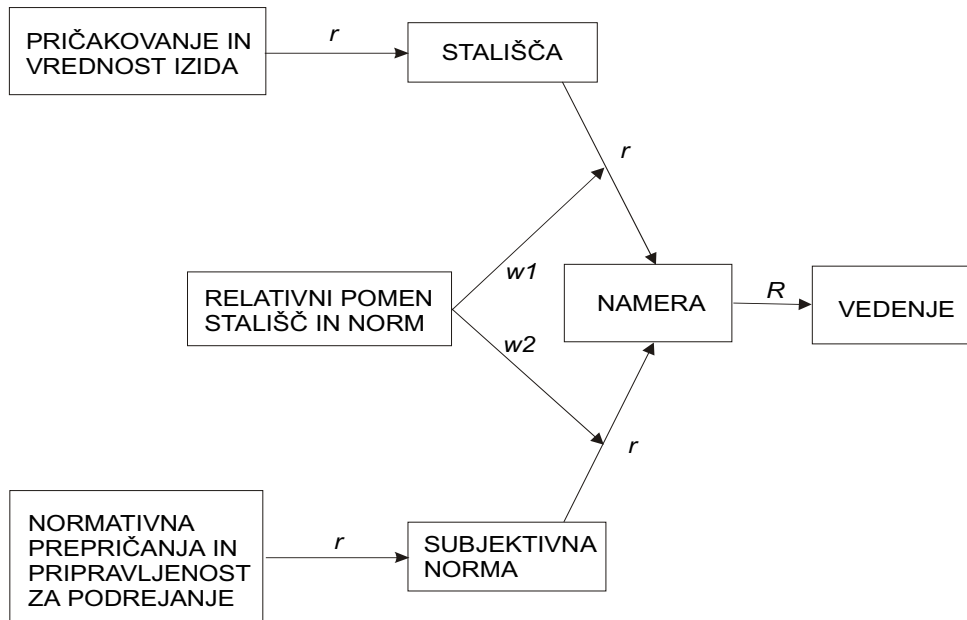 PRIČAKOVANJE IN
VREDNOST IZIDA
r
STALIŠČA
r
w1
RELATIVNI POMEN
STALIŠČ IN NORM
NAMERA
R
VEDENJE
w2
r
NORMATIVNA
PREPRIČANJA IN
PRIPRAVLJENOST
ZA PODREJANJE
r
SUBJEKTIVNA
NORMA